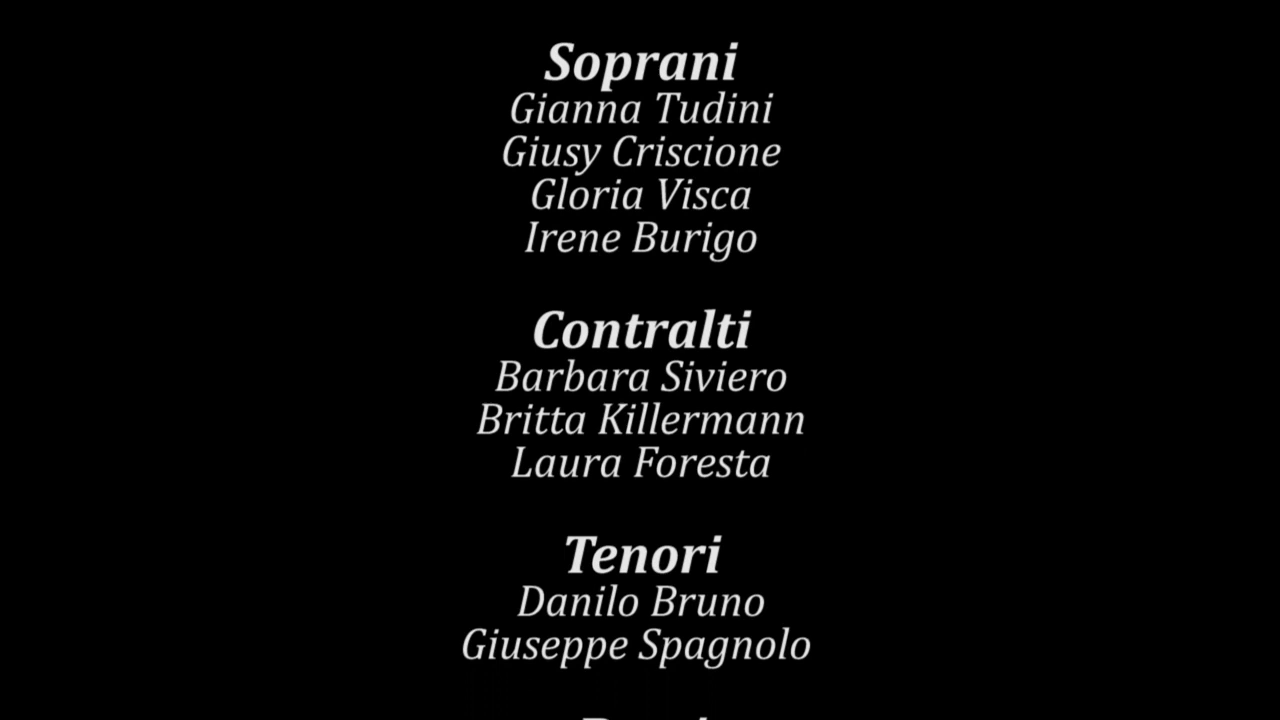 Soprani
Gianna Tudini
Giusy Criscione
Gloria Visca
Irene Burigo
Contralti
Barbara Siviero
Britta Killermann
Laura Foresta
Tenori
Danilo Bruno
Giuseppe Spagnolo